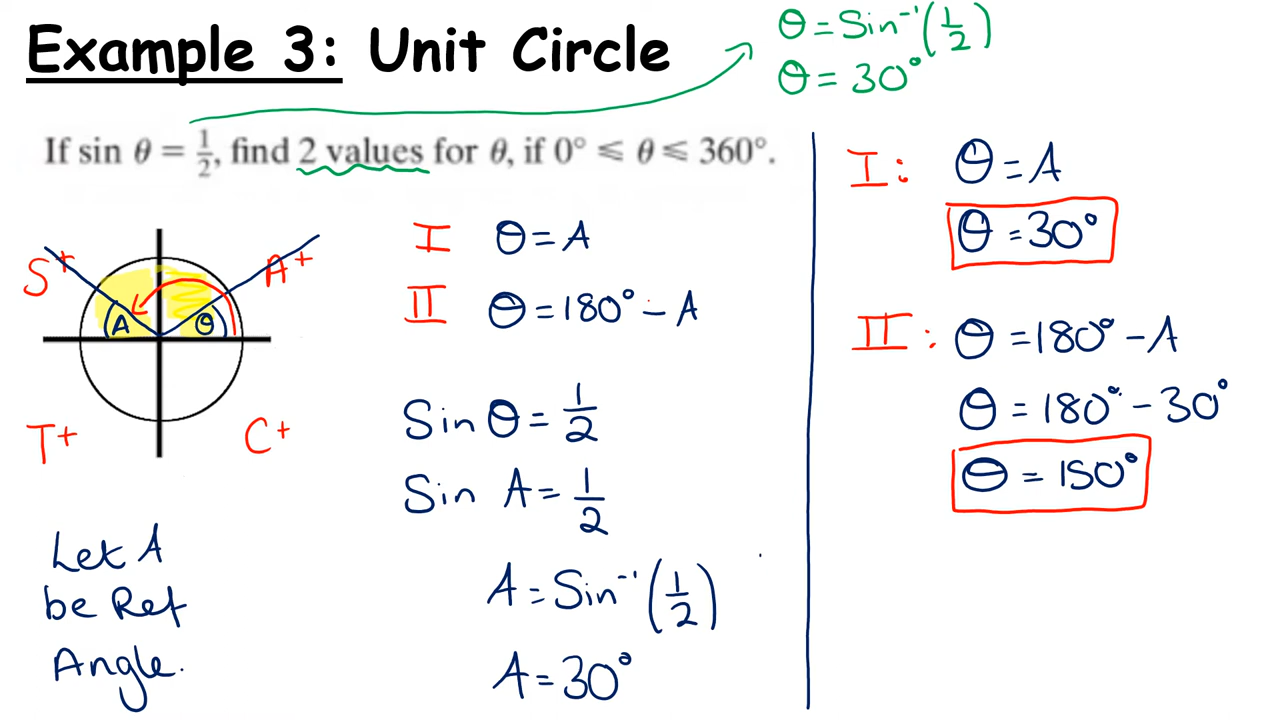 Example 3: Unit Circle
θ = Sin⁻¹(1/2)
θ = 30°
If sin θ = 1/2, find 2 values for θ, if 0° ⩽ θ ⩽ 360°.
S+
A+
A
θ
T+
C+
Let A
be Ref
Angle.
I θ = A
II θ = 180° - A
Sin θ = 1/2
Sin A = 1/2
A = Sin⁻¹(1/2)
A = 30°
I: θ = A
θ = 30°
II: θ = 180° - A
θ = 180° - 30°
θ = 150°